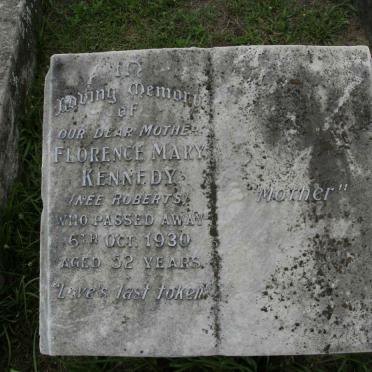 In
Loving Memory
of
OUR DEAR MOTHER
FLORENCE MARY
KENNEDY
(NEE ROBERTS)
WHO PASSED AWAY
6TH OCT. 1930
AGED 52 YEARS.
"Love's last token"
"Mother"